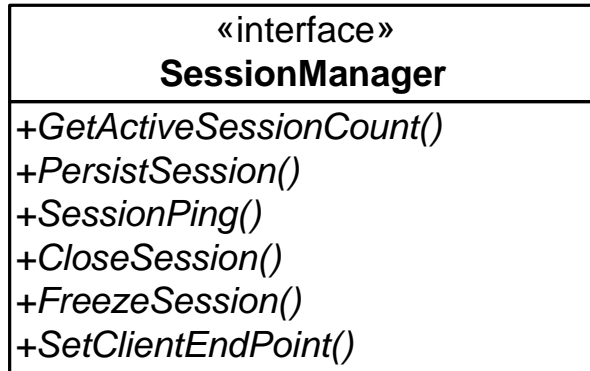 «interface»
SessionManager
+GetActiveSessionCount()
+PersistSession()
+SessionPing()
+CloseSession()
+FreezeSession()
+SetClientEndPoint()